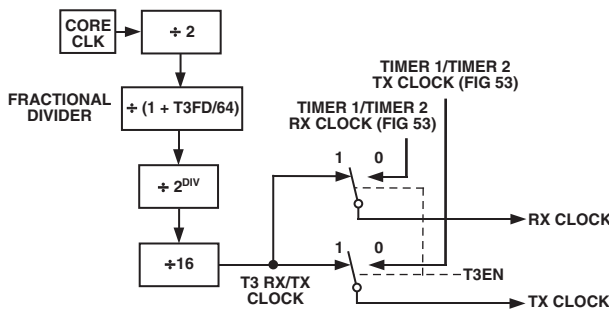 CORE
CLK
÷ 2
TIMER 1/TIMER 2
TX CLOCK (FIG 53)
FRACTIONAL
DIVIDER
÷ (1 + T3FD/64)
TIMER 1/TIMER 2
RX CLOCK (FIG 53)
1 0
÷ 2DIV
RX CLOCK
1 0
÷16
T3 RX/TX
CLOCK
T3EN
TX CLOCK